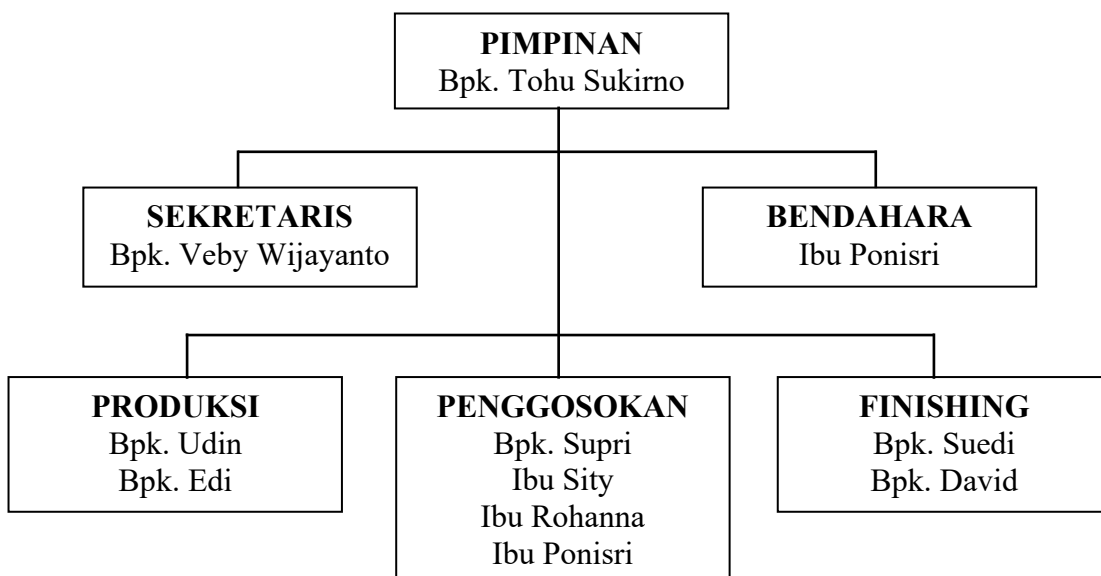 PIMPINAN
Bpk. Tohu Sukirno
SEKRETARIS
Bpk. Veby Wijayanto
BENDAHARA
Ibu Ponisri
PRODUKSI
Bpk. Udin
Bpk. Edi
PENGGOSOKAN
Bpk. Supri
Ibu Sity
Ibu Rohanna
Ibu Ponisri
FINISHING
Bpk. Suedi
Bpk. David